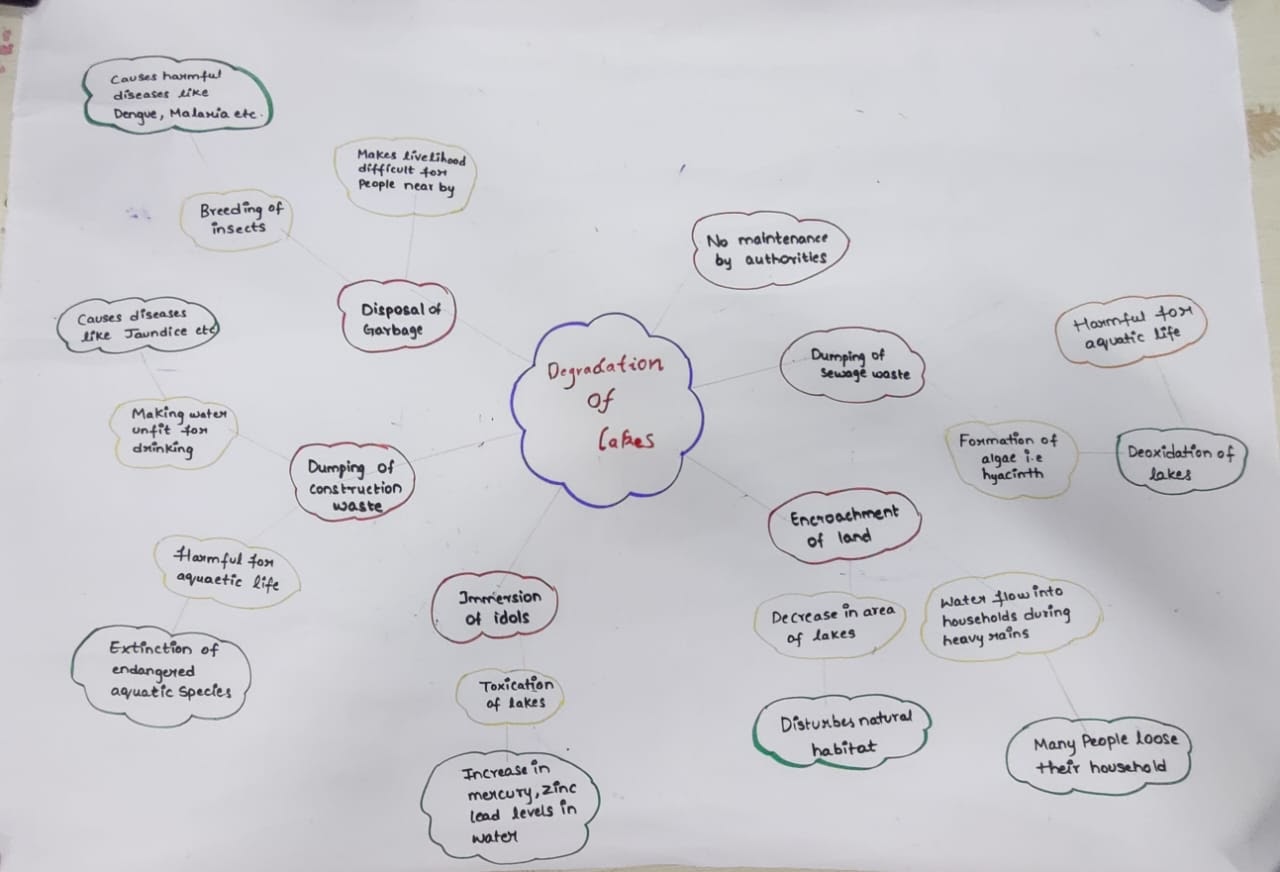 Causes harmful
diseases like
Dengue, Malaria etc.
Makes livelihood
difficult for
People near by
Breeding of
insects
No maintenance
by authorities
Disposal of
Garbage
Causes diseases
like Jaundice etc
Harmful for
aquatic life
Degradation
Of
lakes
Dumping of
Sewage waste
Making water
unfit for
drinking
Formation of
algae i.e
hyacinth
Deoxidation of
lakes
Dumping of
construction
waste
Encroachment
of land
Harmful for
aquaetic life
Immersion
of idols
Decrease in area
of lakes
Water flow into
households during
heavy rains
Extinction of
endangered
aquatic Species
Toxication
of lakes
Disturbes natural
habitat
Many People loose
their household
Increase in
mercury, zinc
lead levels in
water